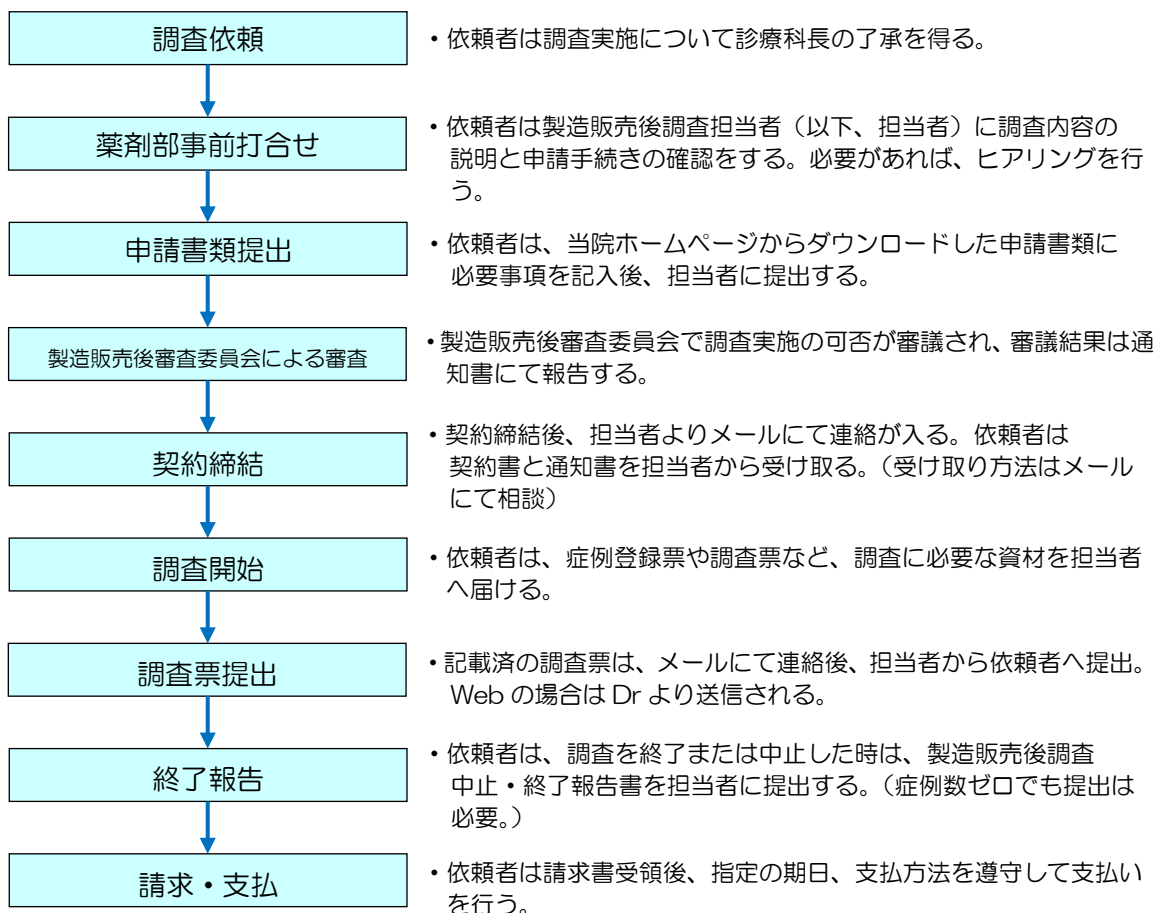 調査依頼
・依頼者は調査実施について診療科長の了承を得る。
薬剤部事前打合せ
・依頼者は製造販売後調査担当者（以下、担当者）に調査内容の
説明と申請手続きの確認をする。必要があれば、ヒアリングを行
う。
申請書類提出
・依頼者は、当院ホームページからダウンロードした申請書類に
必要事項を記入後、担当者に提出する。
製造販売後審査委員会による審査
・製造販売後審査委員会で調査実施の可否が審議され、審議結果は通
知書にて報告する。
契約締結
・契約締結後、担当者よりメールにて連絡が入る。依頼者は
契約書と通知書を担当者から受け取る。（受け取り方法はメール
にて相談）
調査開始
・依頼者は、症例登録票や調査票など、調査に必要な資材を担当者
へ届ける。
調査票提出
・記載済の調査票は、メールにて連絡後、担当者から依頼者へ提出。
Web の場合は Dr より送信される。
終了報告
・依頼者は、調査を終了または中止した時は、製造販売後調査
中止・終了報告書を担当者に提出する。（症例数ゼロでも提出は
必要。）
請求・支払
・依頼者は請求書受領後、指定の期日、支払方法を遵守して支払い
を行う。